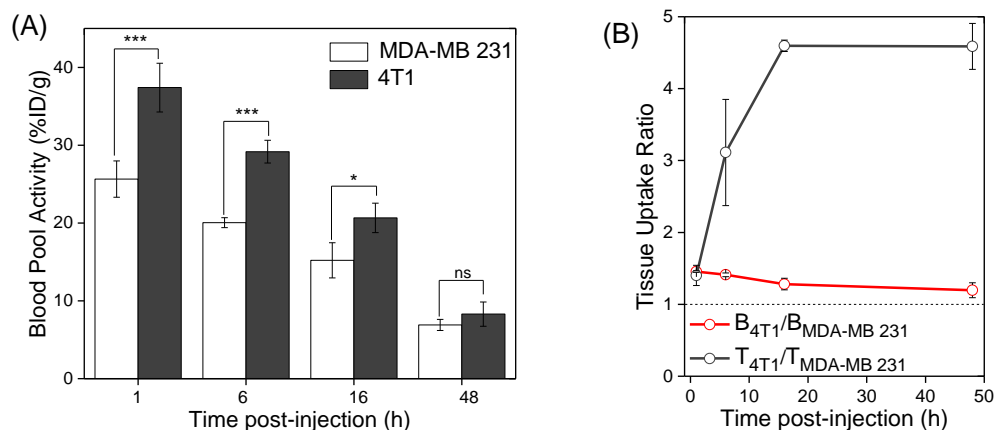 (A)
MDA-MB 231
4T1
***
***
*
ns
Blood Pool Activity (%ID/g)
40
30
20
10
0
1 6 16 48
Time post-injection (h)
(B)
Tissue Uptake Ratio
5
4
3
2
1
0
B4T1/BMDA-MB 231
T4T1/TMDA-MB 231
0 10 20 30 40 50
Time post-injection (h)